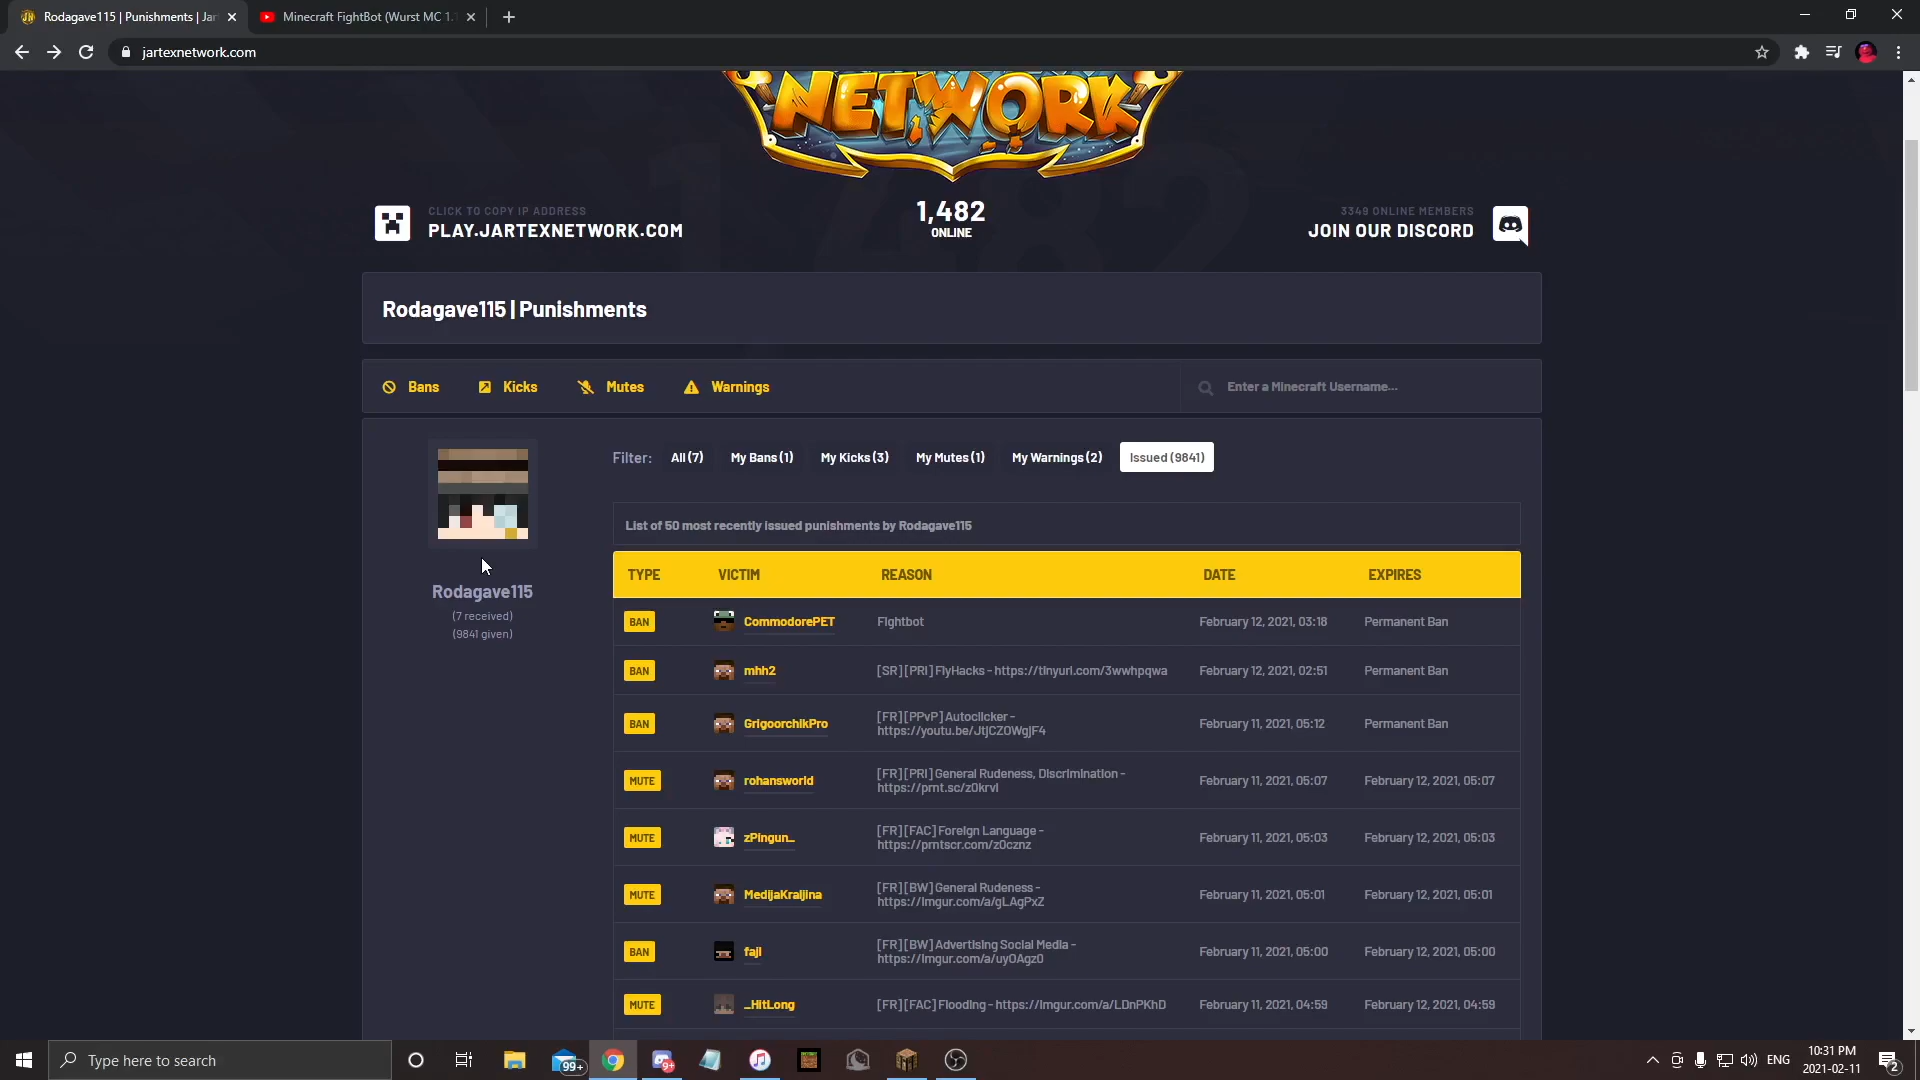 Rodagave115 | Punishments | Jar
Minecraft FightBot (Wurst MC 1.1
jartexnetwork.com
NETWORK
1,482
CLICK TO COPY IP ADDRESS
PLAY.JARTEXNETWORK.COM
1,482
ONLINE
3349 ONLINE MEMBERS
JOIN OUR DISCORD
Rodagave115 | Punishments
Bans
Kicks
Mutes
Warnings
Enter a Minecraft Username...
Filter:
All (7)
My Bans (1)
My Kicks (3)
My Mutes (1)
My Warnings (2)
Issued (9841)
Rodagave115
(7 received)
(9841 given)
List of 50 most recently issued punishments by Rodagave115
TYPE VICTIM REASON DATE EXPIRES
BAN CommodorePET Fightbot February 12, 2021, 03:18 Permanent Ban
BAN mhh2 [SR][PRI] FlyHacks - https://tinyurl.com/3wwhpqwa February 12, 2021, 02:51 Permanent Ban
BAN GrigoorchikPro [FR][PPvP] Autoclicker - February 11, 2021, 05:12 Permanent Ban
https://youtu.be/JtjCZOWgjF4
MUTE rohansworld [FR][PRI] General Rudeness, Discrimination - February 11, 2021, 05:07 February 12, 2021, 05:07
https://prnt.sc/z0krvl
MUTE zPingun_ [FR][FAC] Foreign Language - February 11, 2021, 05:03 February 12, 2021, 05:03
https://prntscr.com/z0cznz
MUTE MedijaKraljina [FR][BW] General Rudeness - February 11, 2021, 05:01 February 12, 2021, 05:01
https://imgur.com/a/gLAgPxZ
BAN [FR][BW] Advertising Social Media - February 11, 2021, 05:00 February 12, 2021, 05:00
https://imgur.com/a/uyOAgz0
MUTE _HitLong [FR][FAC] Flooding - https://imgur.com/a/LDnPKhD February 11, 2021, 04:59 February 12, 2021, 04:59
Type here to search
99+
9+
ENG
10:31 PM
2021-02-11
2